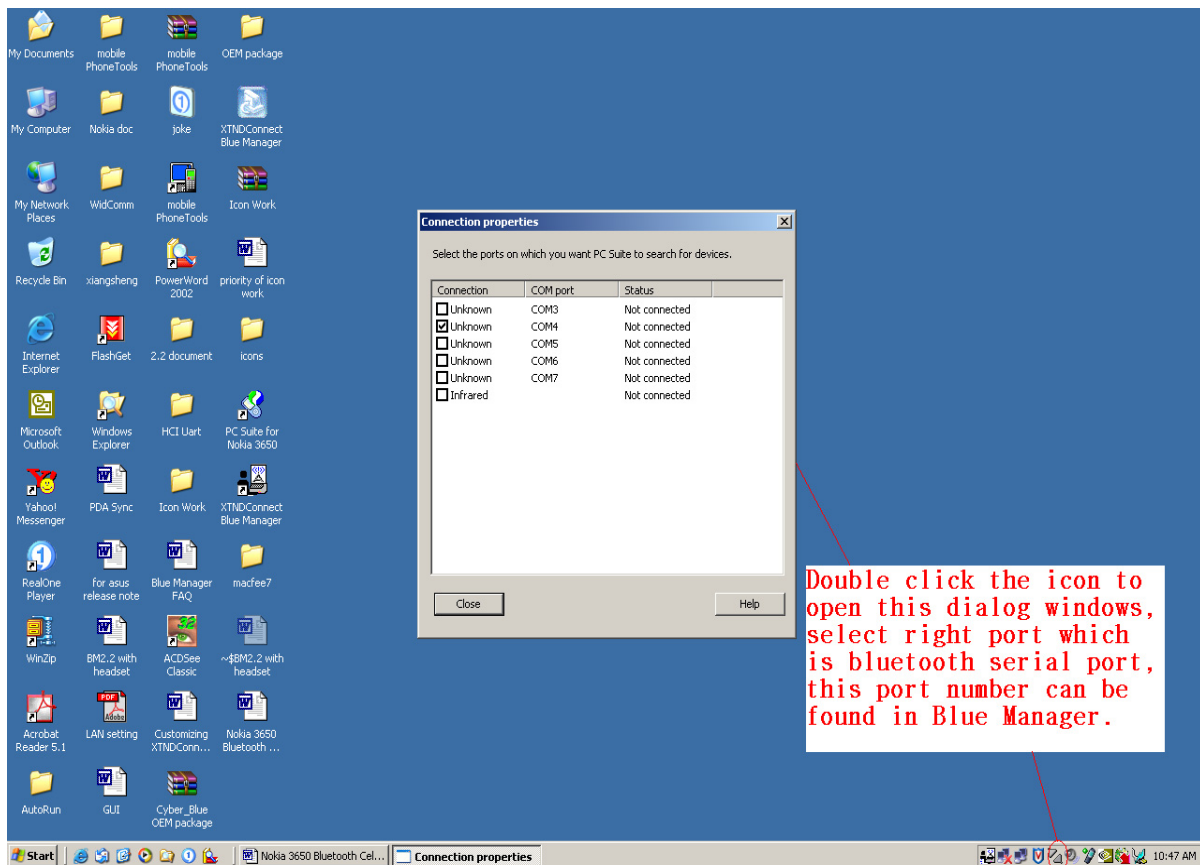 My Documents
mobile PhoneTools
mobile PhoneTools
OEM package
My Computer
Nokia doc
joke
XTNDConnect Blue Manager
My Network Places
WidComm
mobile PhoneTools
Icon Work
Recycle Bin
xiangsheng
PowerWord 2002
priority of icon work
Internet Explorer
FlashGet
2.2 document
icons
Microsoft Outlook
Windows Explorer
HCI Uart
PC Suite for Nokia 3650
Yahoo! Messenger
PDA Sync
Icon Work
XTNDConnect Blue Manager
RealOne Player
for asus release note
Blue Manager FAQ
macfee7
WinZip
BM2.2 with headset
ACDSee Classic
~$BM2.2 with headset
Acrobat Reader 5.1
LAN setting
Customizing XTNDConn...
Nokia 3650 Bluetooth ...
AutoRun
GUI
Cyber_Blue OEM package
Connection properties
Select the ports on which you want PC Suite to search for devices.
Connection COM port Status
Unknown COM3 Not connected
Unknown COM4 Not connected
Unknown COM5 Not connected
Unknown COM6 Not connected
Unknown COM7 Not connected
Infrared Not connected
Close Help
Double click the icon to
open this dialog windows,
select right port which
is bluetooth serial port,
this port number can be
found in Blue Manager.
Start Nokia 3650 Bluetooth Cel... Connection properties 10:47 AM